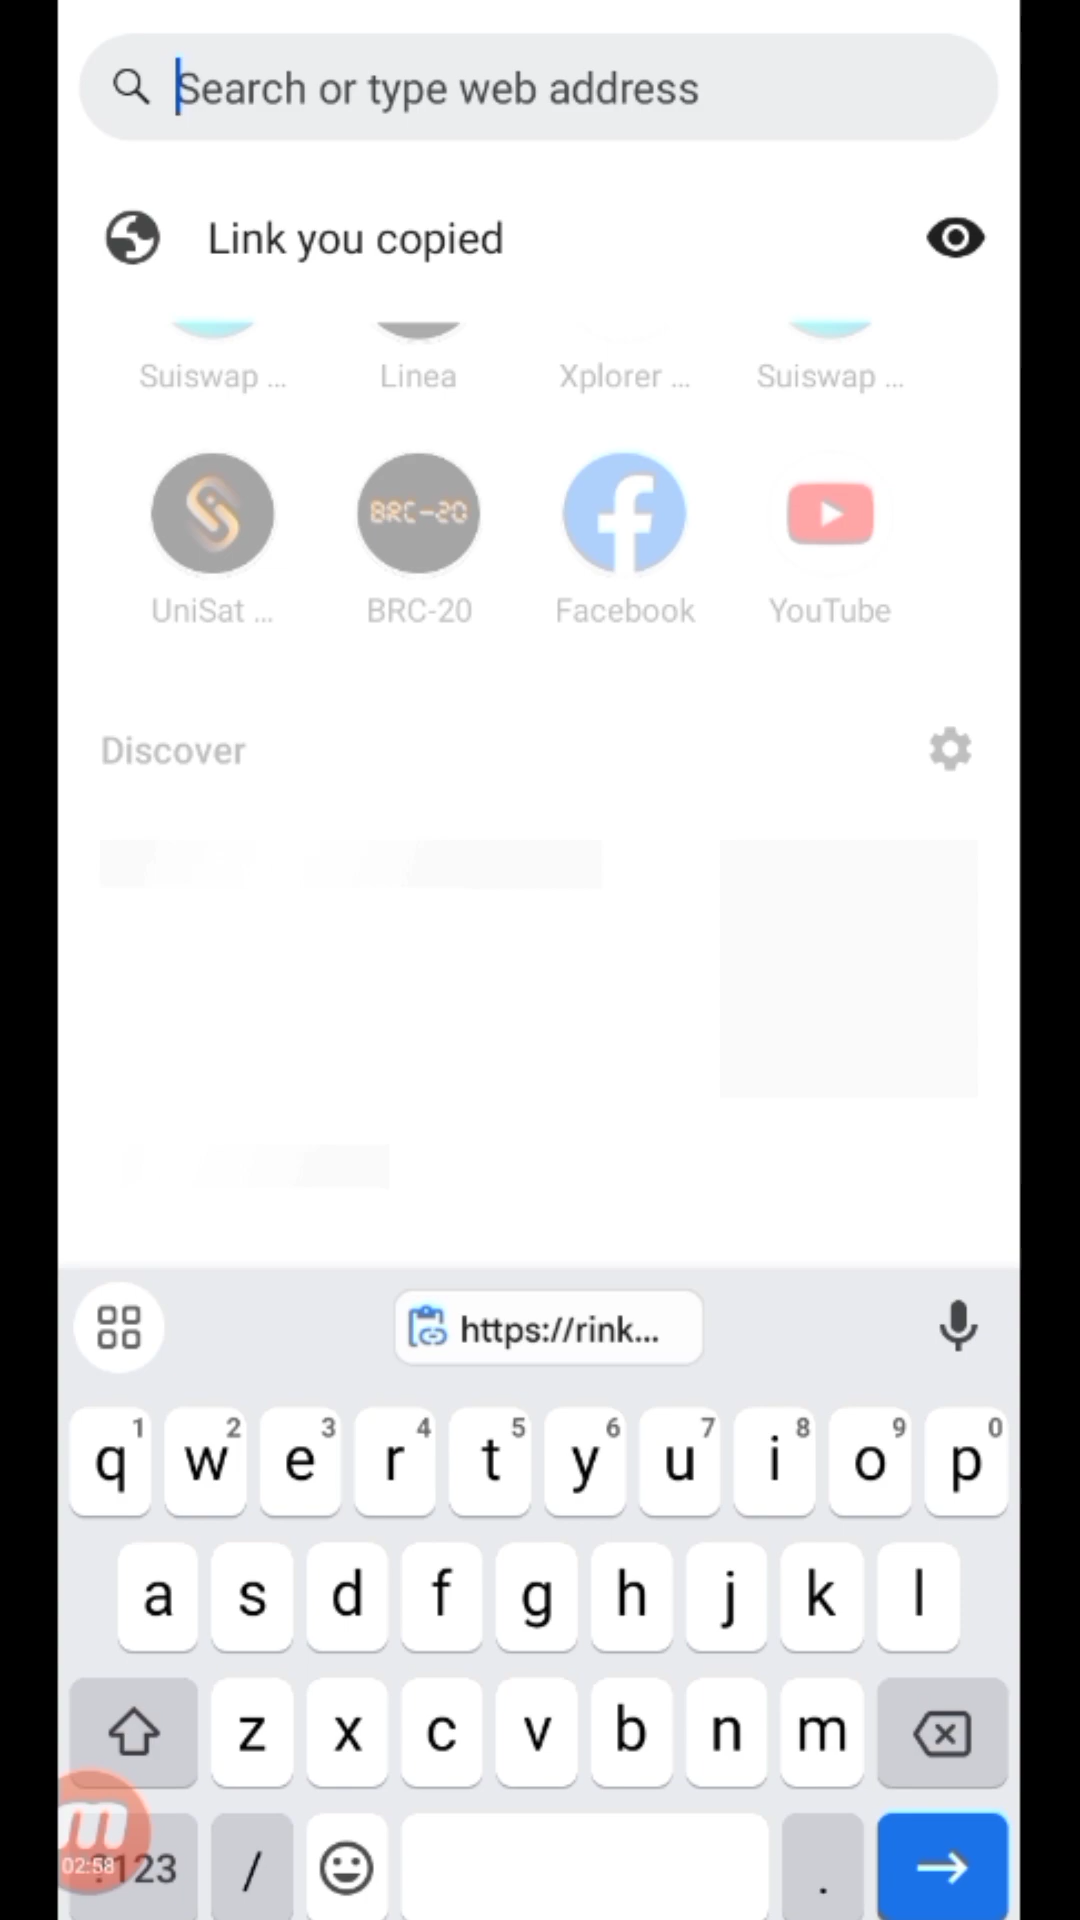 Search or type web address
Link you copied
Suiswap ... Linea Xplorer ... Suiswap ...
BRC-20
UniSat ... BRC-20 Facebook YouTube
Discover
https://rink...
1 2 3 4 5 6 7 8 9 0
q w e r t y u i o p
a s d f g h j k l
z x c v b n m
02:58
?123 / .